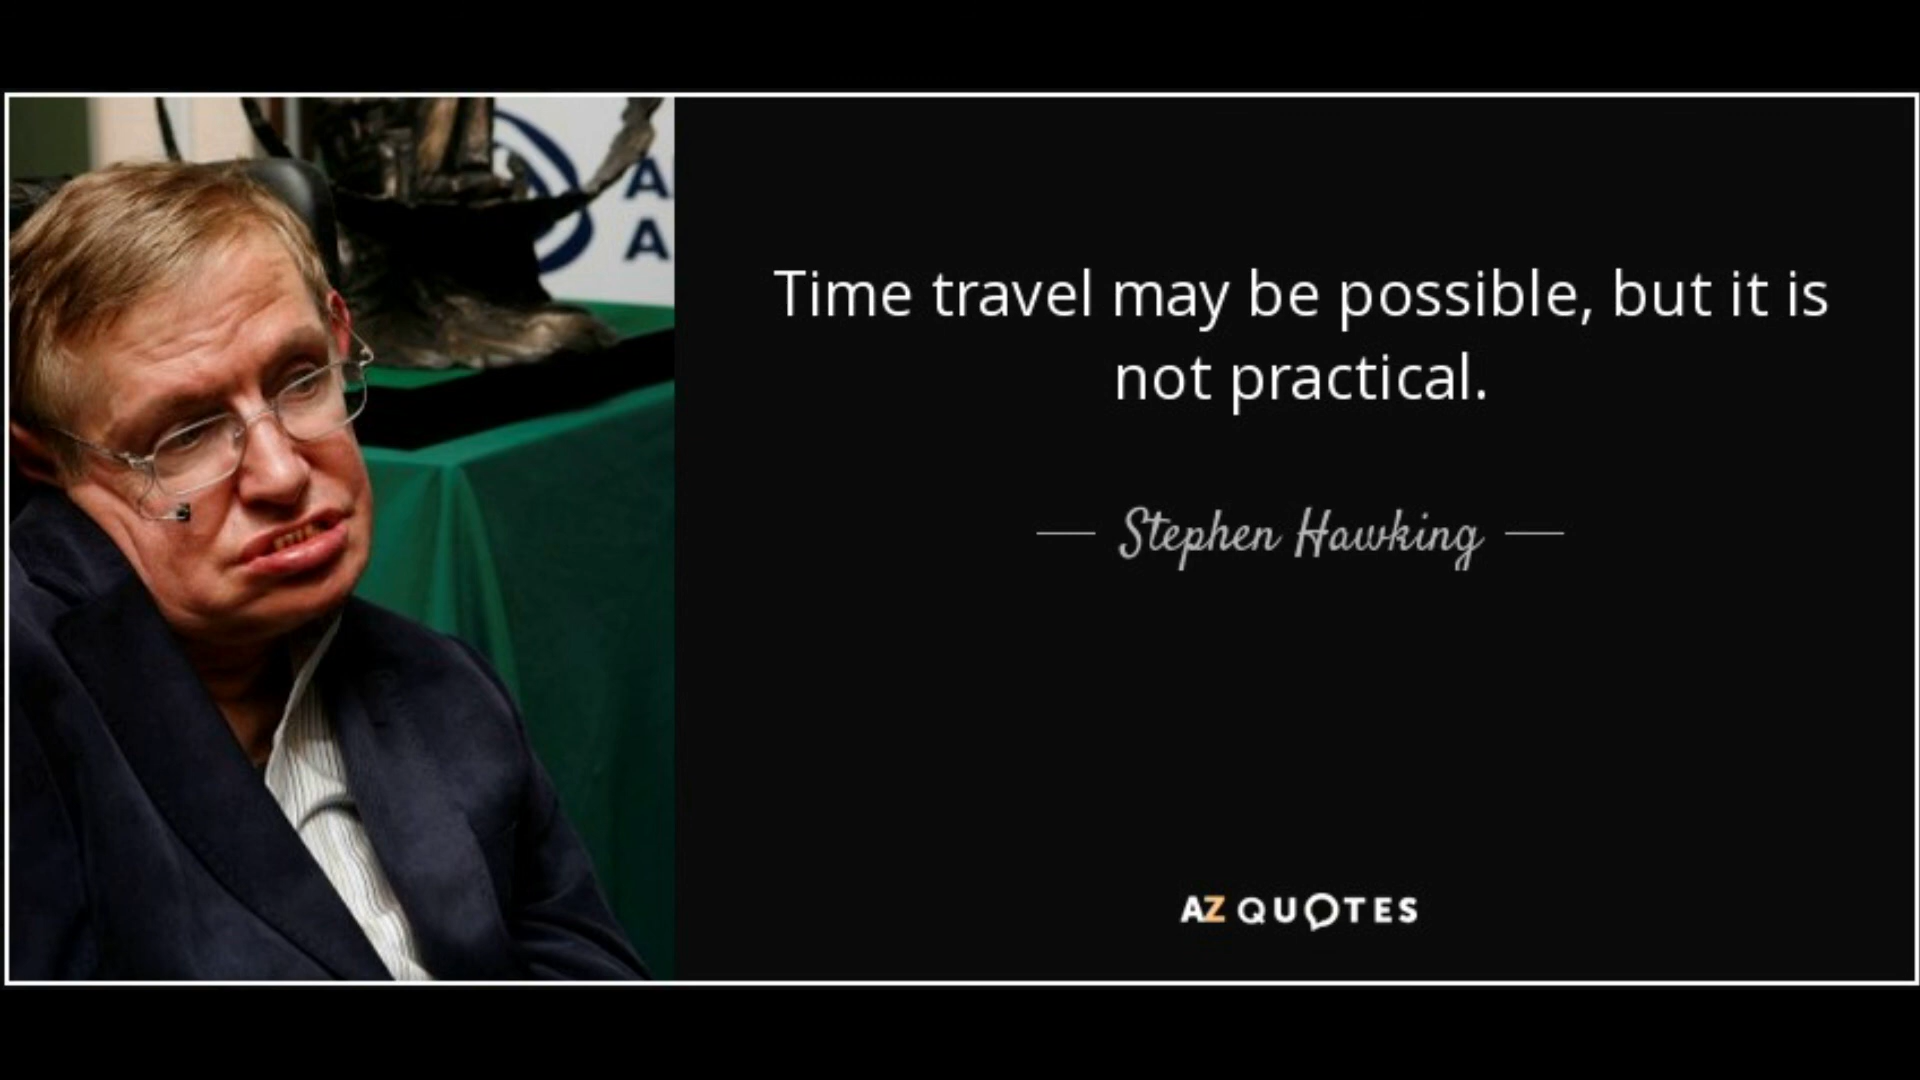 A
A
Time travel may be possible, but it is
not practical.
— Stephen Hawking —
AZ QUOTES